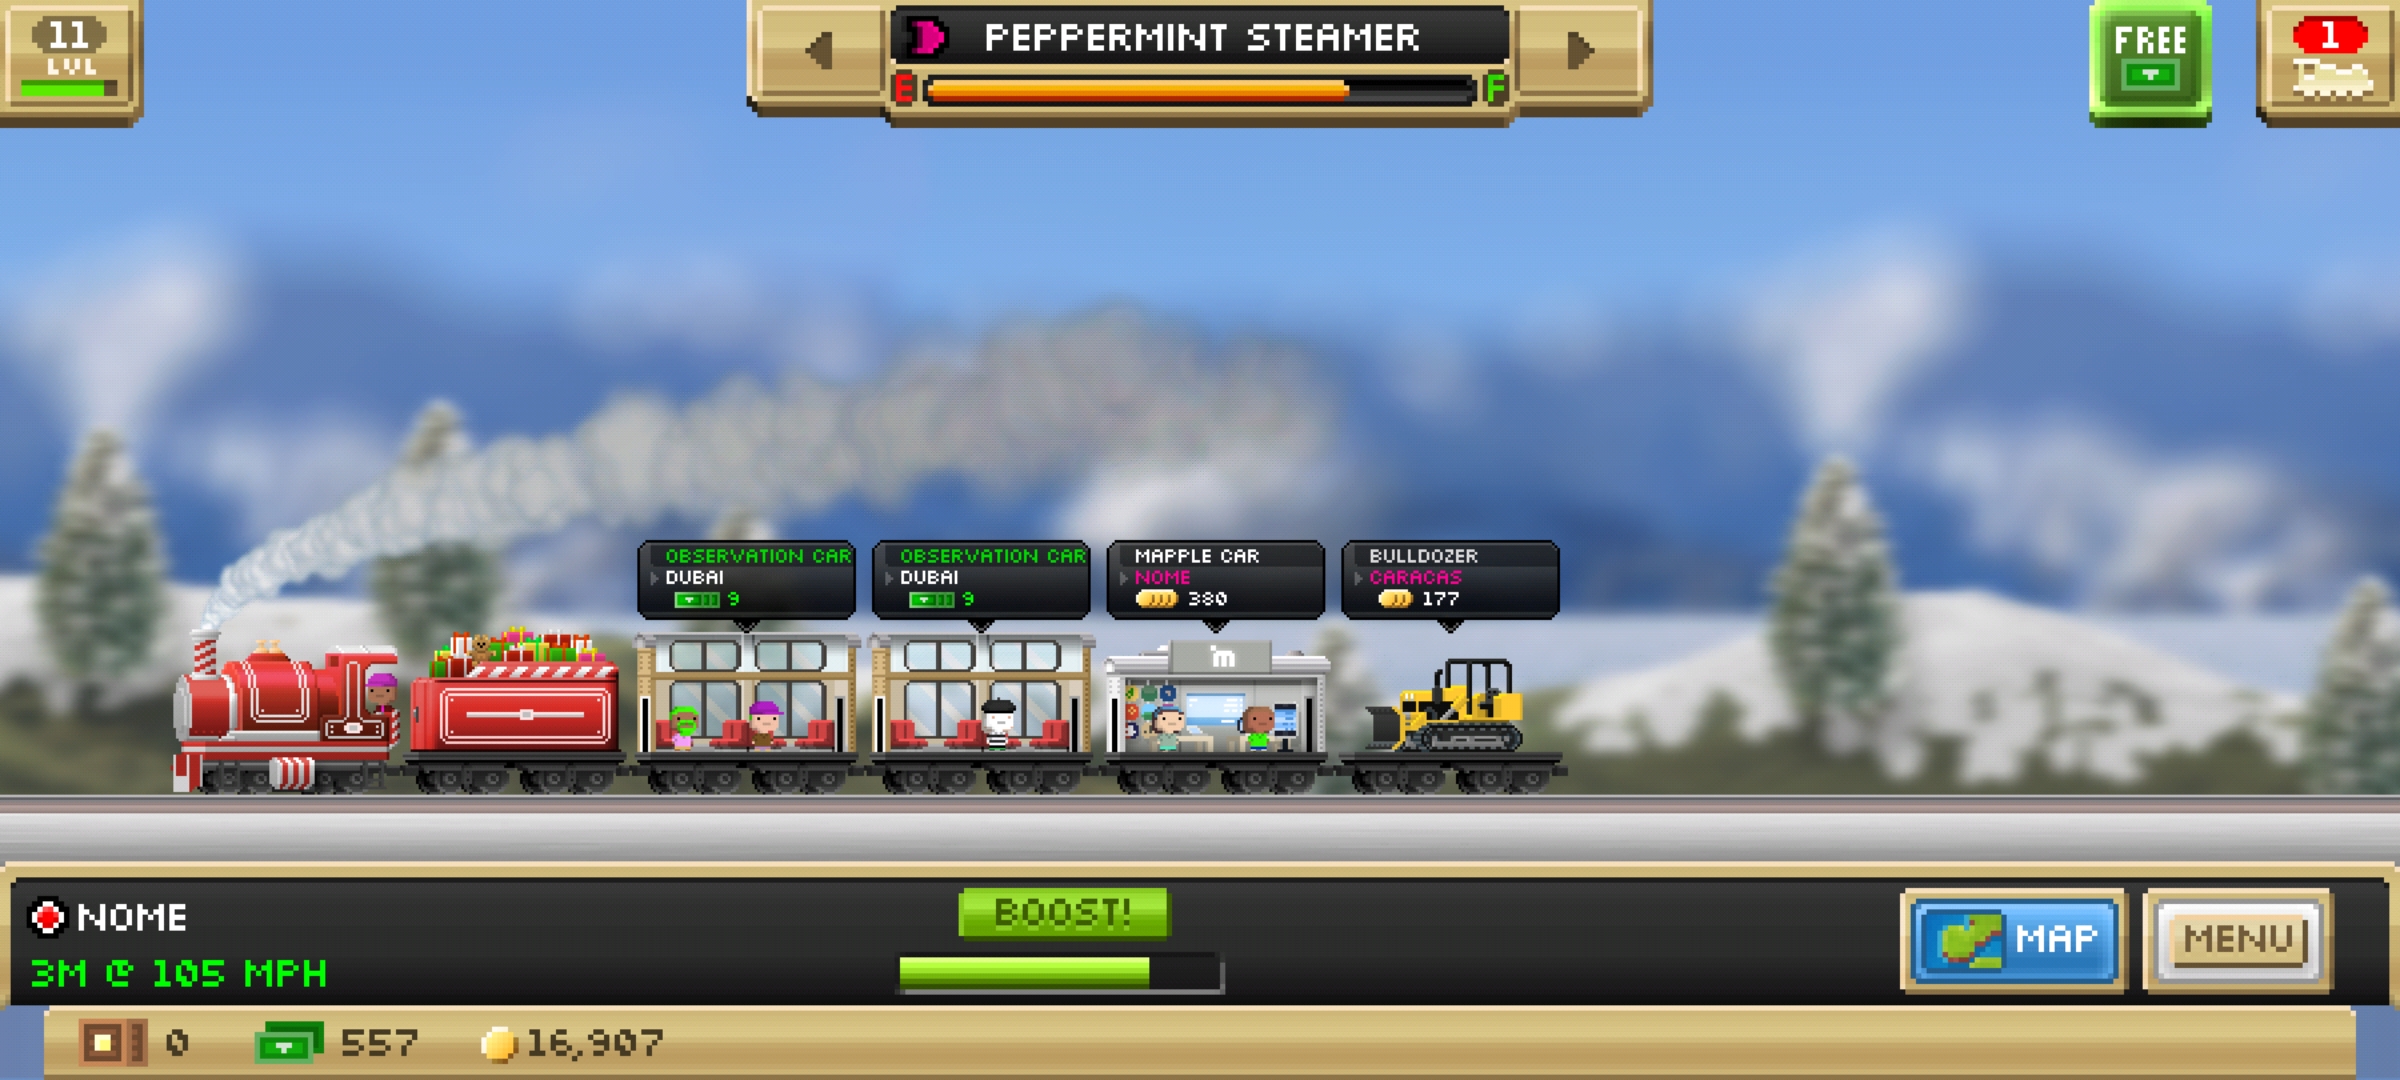 11
LVL
PEPPERMINT STEAMER
E F
FREE
1
OBSERVATION CAR
DUBAI
9
OBSERVATION CAR
DUBAI
9
MAPPLE CAR
NOME
380
BULLDOZER
CARACAS
177
m
NOME
3M @ 105 MPH
BOOST!
MAP
MENU
0
557
16,907